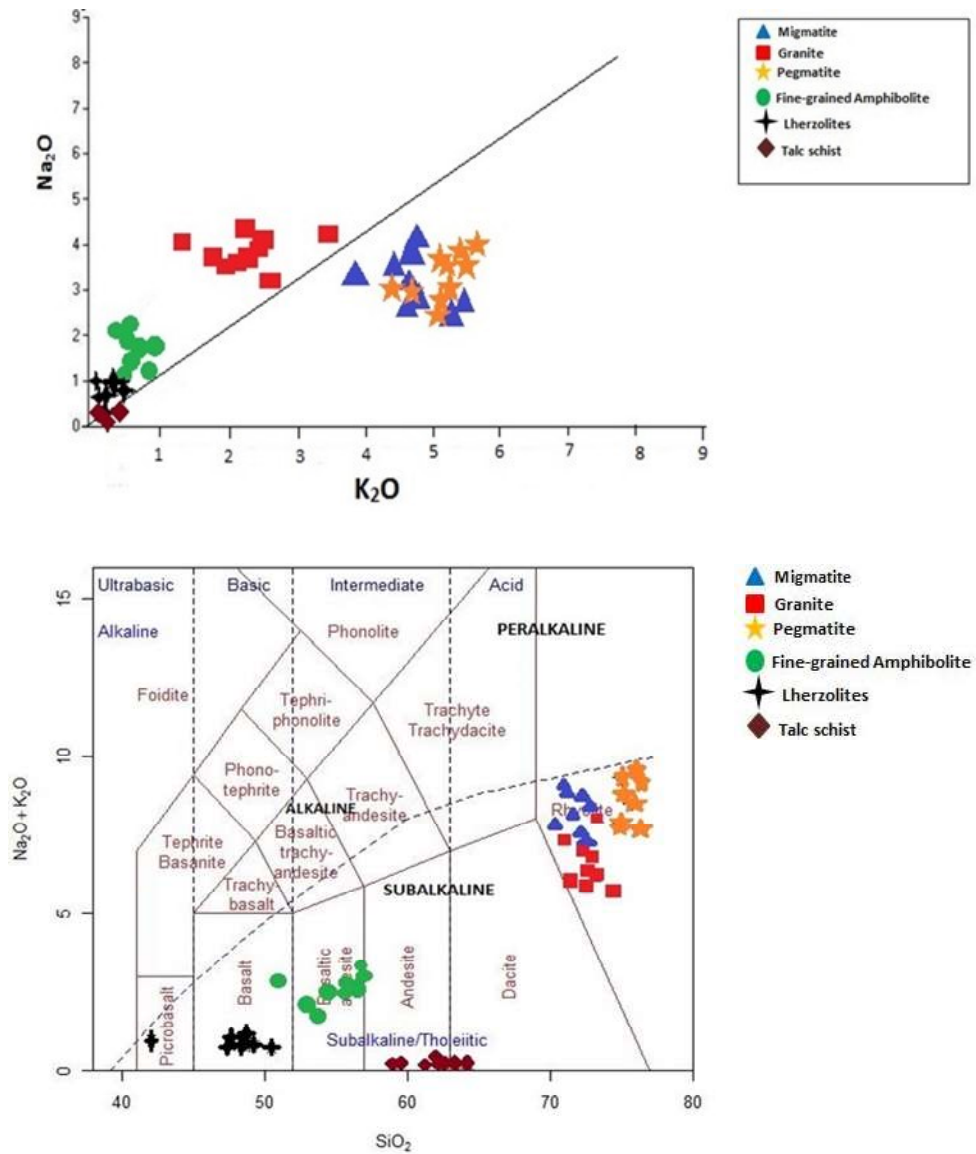 9
8
7
6
5
4
3
2
1
0
Na₂O
1 2 3 4 5 6 7 8 9
K₂O
Migmatite
Granite
Pegmatite
Fine-grained Amphibolite
Lherzolites
Talc schist
Ultrabasic Basic Intermediate Acid
Alkaline
Phonolite
PERALKALINE
Foidite
Tephri-
phonolite
Trachyte
Trachydacite
Phono-
tephrite
ALKALINE
Trachy-
andesite
Rhyolite
Tephrite
Basanite
Basaltic
trachy-
andesite
Trachy-
basalt
SUBALKALINE
Picrobasalt
Basalt
Basaltic
andesite
Andesite
Dacite
Subalkaline/Tholeiitic
15
10
5
0
Na₂O + K₂O
40 50 60 70 80
SiO₂
Migmatite
Granite
Pegmatite
Fine-grained Amphibolite
Lherzolites
Talc schist